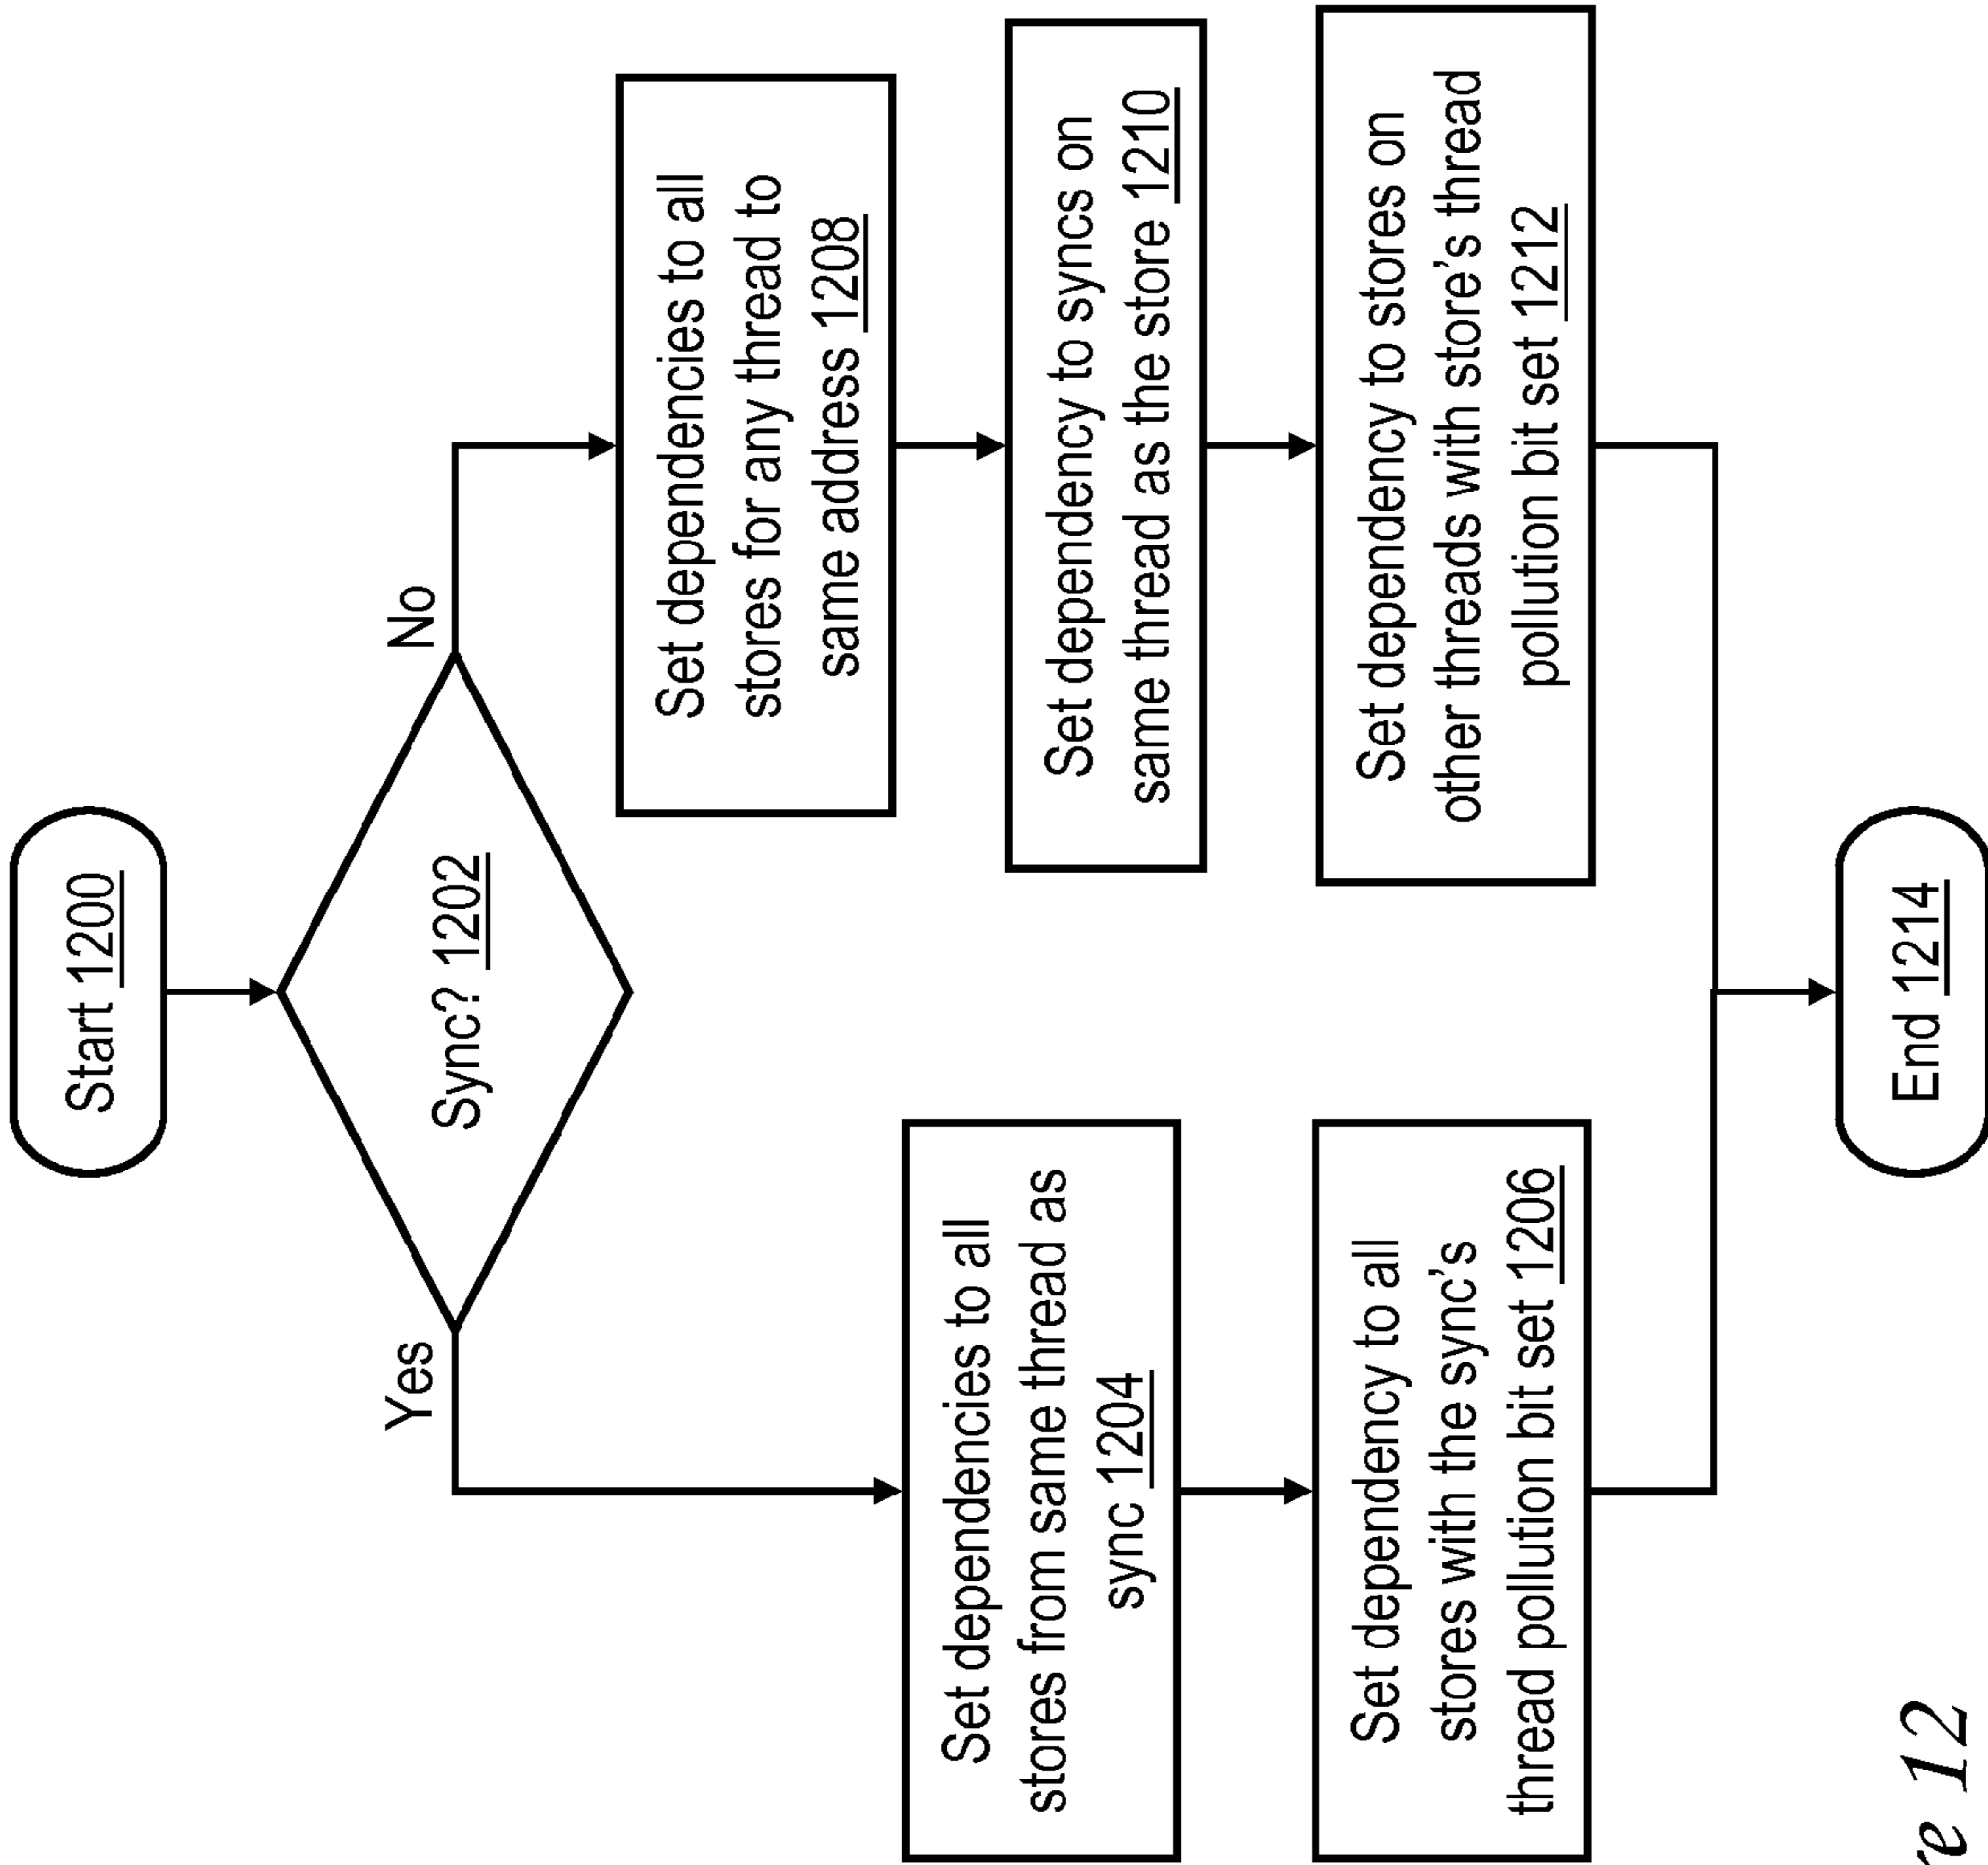 Start 1200
Sync? 1202
Yes
No
Set dependencies to all
stores from same thread as
sync 1204
Set dependency to all
stores with the sync's
thread pollution bit set 1206
Set dependencies to all
stores for any thread to
same address 1208
Set dependency to syncs on
same thread as the store 1210
Set dependency to stores on
other threads with store's thread
pollution bit set 1212
End 1214
re 12